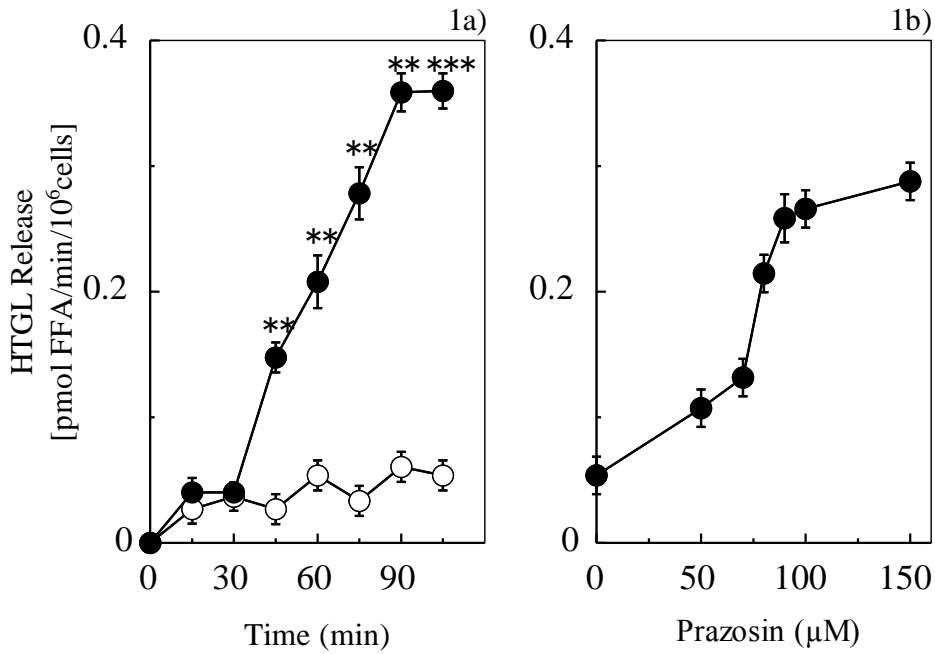 1a)
1b)
HTGL Release
[pmol FFA/min/10⁶cells]
0.4
0.2
0
** ***
**
**
**
0 30 60 90
Time (min)
0.4
0.2
0
0 50 100 150
Prazosin (µM)